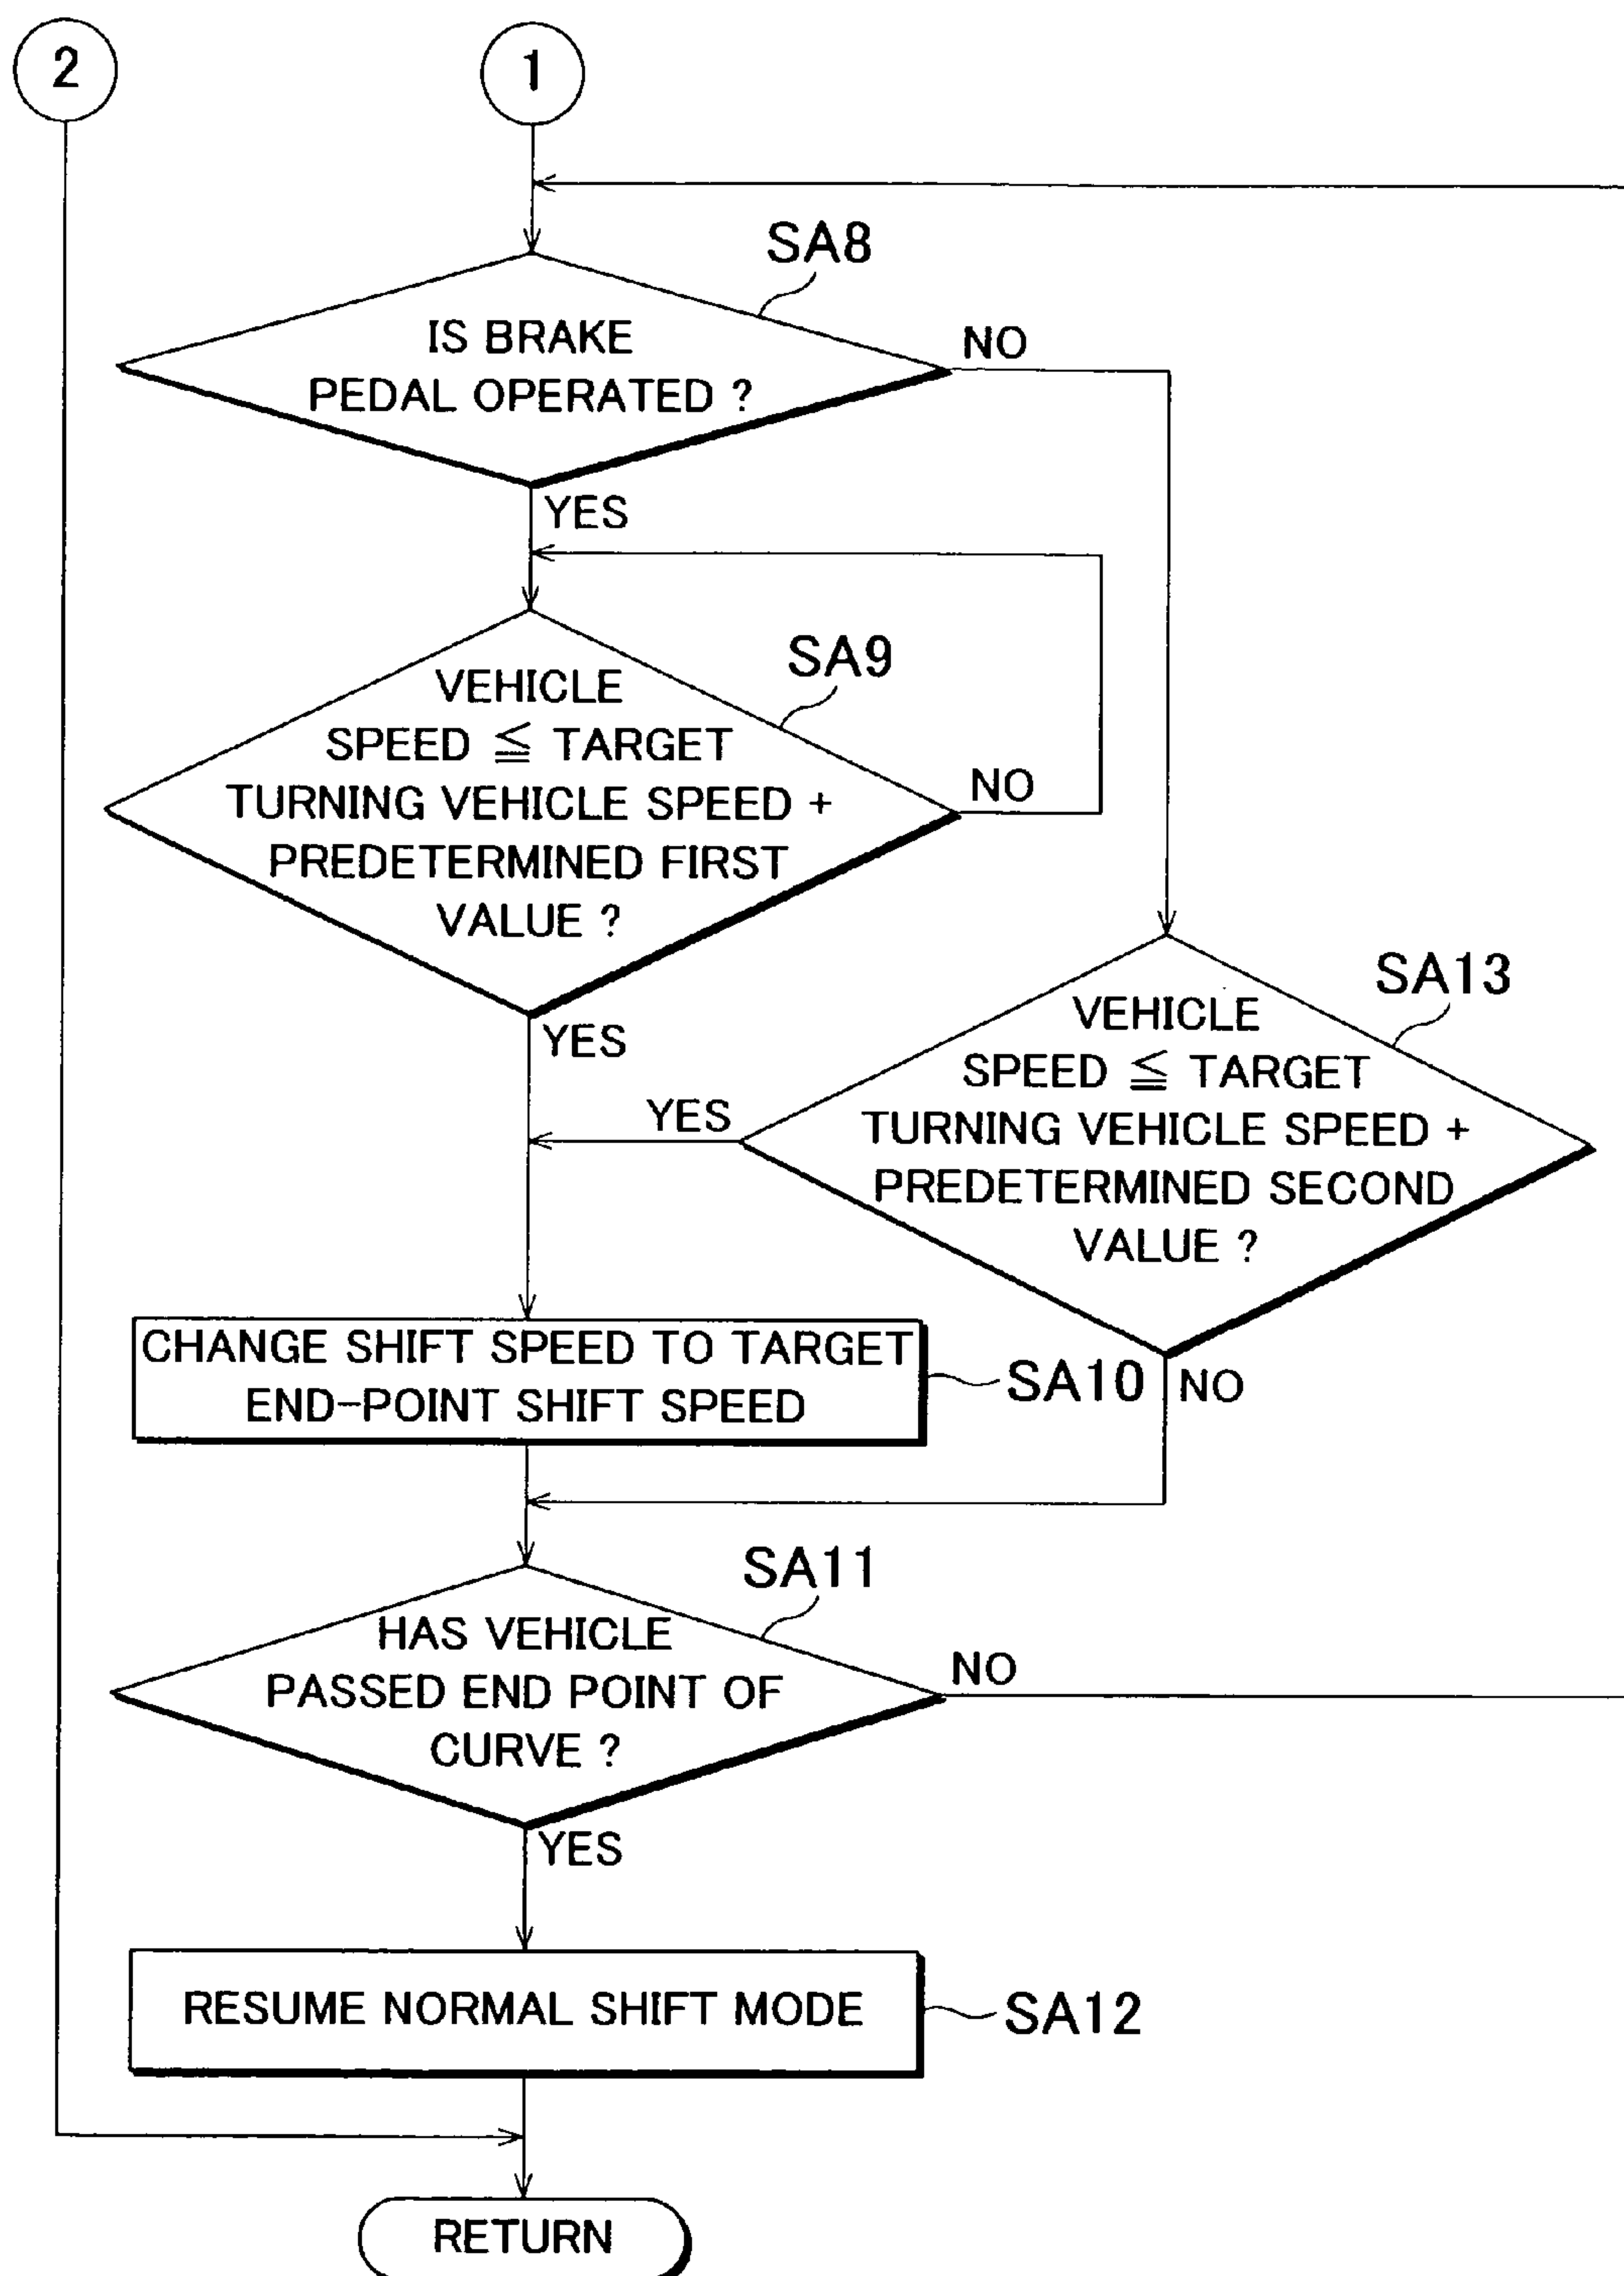 2
1
SA8
IS BRAKE
PEDAL OPERATED ?
NO
YES
SA9
VEHICLE
SPEED ≦ TARGET
TURNING VEHICLE SPEED +
PREDETERMINED FIRST
VALUE ?
NO
YES
SA13
VEHICLE
SPEED ≦ TARGET
TURNING VEHICLE SPEED +
PREDETERMINED SECOND
VALUE ?
YES
NO
CHANGE SHIFT SPEED TO TARGET
END-POINT SHIFT SPEED
SA10
SA11
HAS VEHICLE
PASSED END POINT OF
CURVE ?
NO
YES
RESUME NORMAL SHIFT MODE
SA12
RETURN